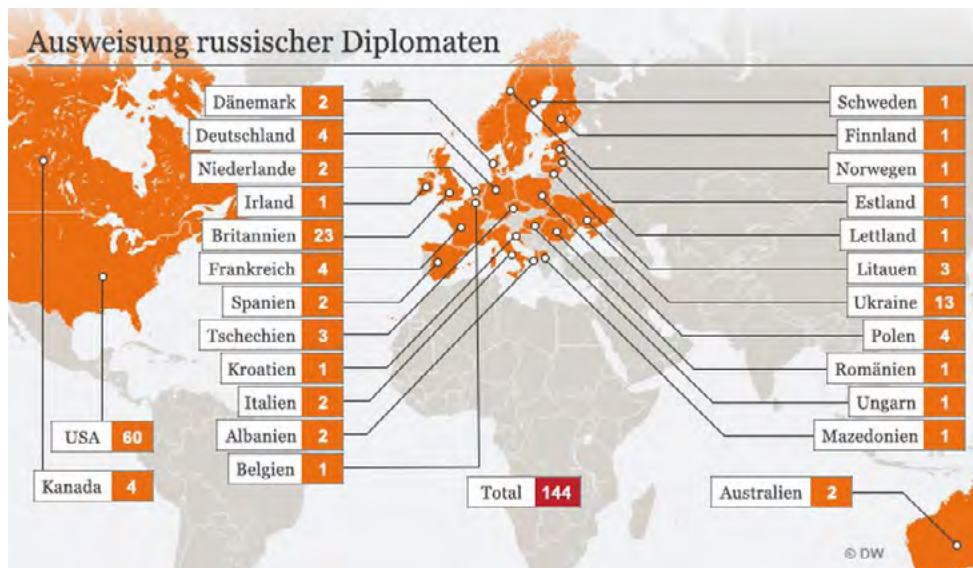 Ausweisung russischer Diplomaten
Dänemark 2
Deutschland 4
Niederlande 2
Irland 1
Britannien 23
Frankreich 4
Spanien 2
Tschechien 3
Kroatien 1
Italien 2
Albanien 2
Belgien 1
USA 60
Kanada 4
Schweden 1
Finnland 1
Norwegen 1
Estland 1
Lettland 1
Litauen 3
Ukraine 13
Polen 4
Romänien 1
Ungarn 1
Mazedonien 1
Total 144
Australien 2
© DW